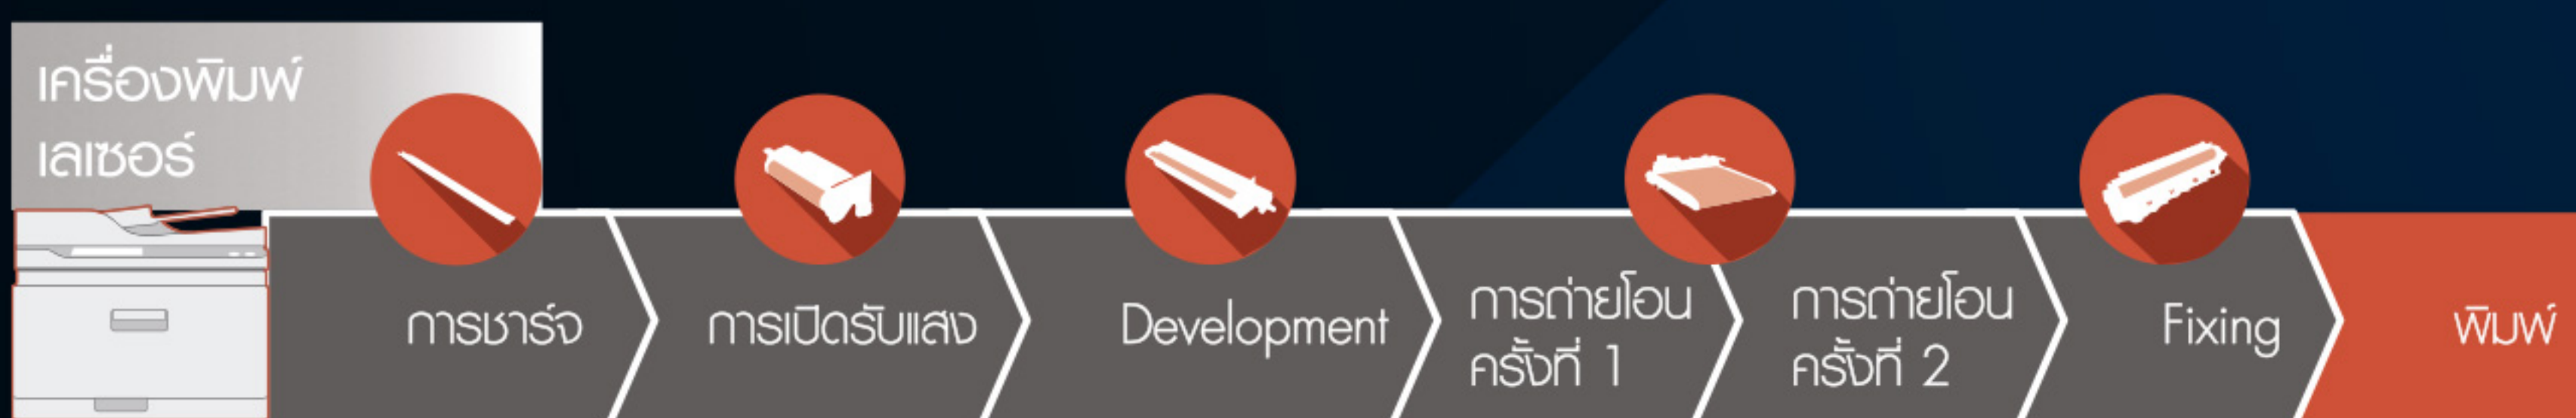 เครื่องพิมพ์
เลเซอร์
การชาร์จ
การเปิดรับแสง
Development
การถ่ายโอน
ครั้งที่ 1
การถ่ายโอน
ครั้งที่ 2
Fixing
พิมพ์